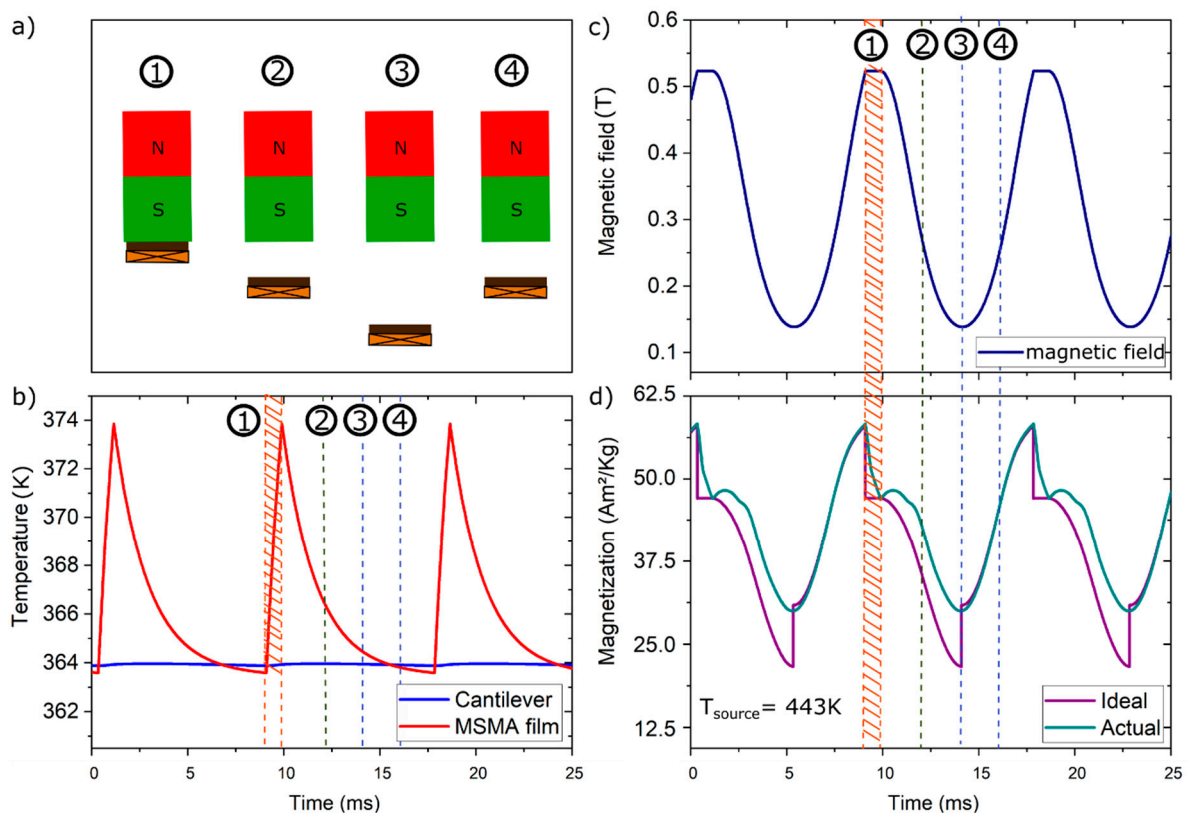 a)
① ② ③ ④
N N N N
S S S S
b)
374
372
370
368
366
364
362
Temperature (K)
① ② ③ ④
Cantilever
MSMA film
0 5 10 15 20 25
Time (ms)
c)
0.6
0.5
0.4
0.3
0.2
0.1
Magnetic field (T)
① ② ③ ④
magnetic field
d)
62.5
50.0
37.5
25.0
12.5
Magnetization (Am²/Kg)
Tsource= 443K
Ideal
Actual
0 5 10 15 20 25
Time (ms)